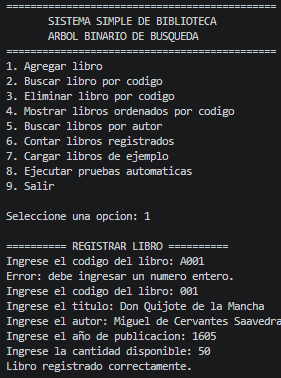 =============================================
SISTEMA SIMPLE DE BIBLIOTECA
ARBOL BINARIO DE BUSQUEDA
=============================================
1. Agregar libro
2. Buscar libro por codigo
3. Eliminar libro por codigo
4. Mostrar libros ordenados por codigo
5. Buscar libros por autor
6. Contar libros registrados
7. Cargar libros de ejemplo
8. Ejecutar pruebas automaticas
9. Salir
Seleccione una opcion: 1
========== REGISTRAR LIBRO ==========
Ingrese el codigo del libro: A001
Error: debe ingresar un numero entero.
Ingrese el codigo del libro: 001
Ingrese el titulo: Don Quijote de la Mancha
Ingrese el autor: Miguel de Cervantes Saavedra
Ingrese el año de publicacion: 1605
Ingrese la cantidad disponible: 50
Libro registrado correctamente.